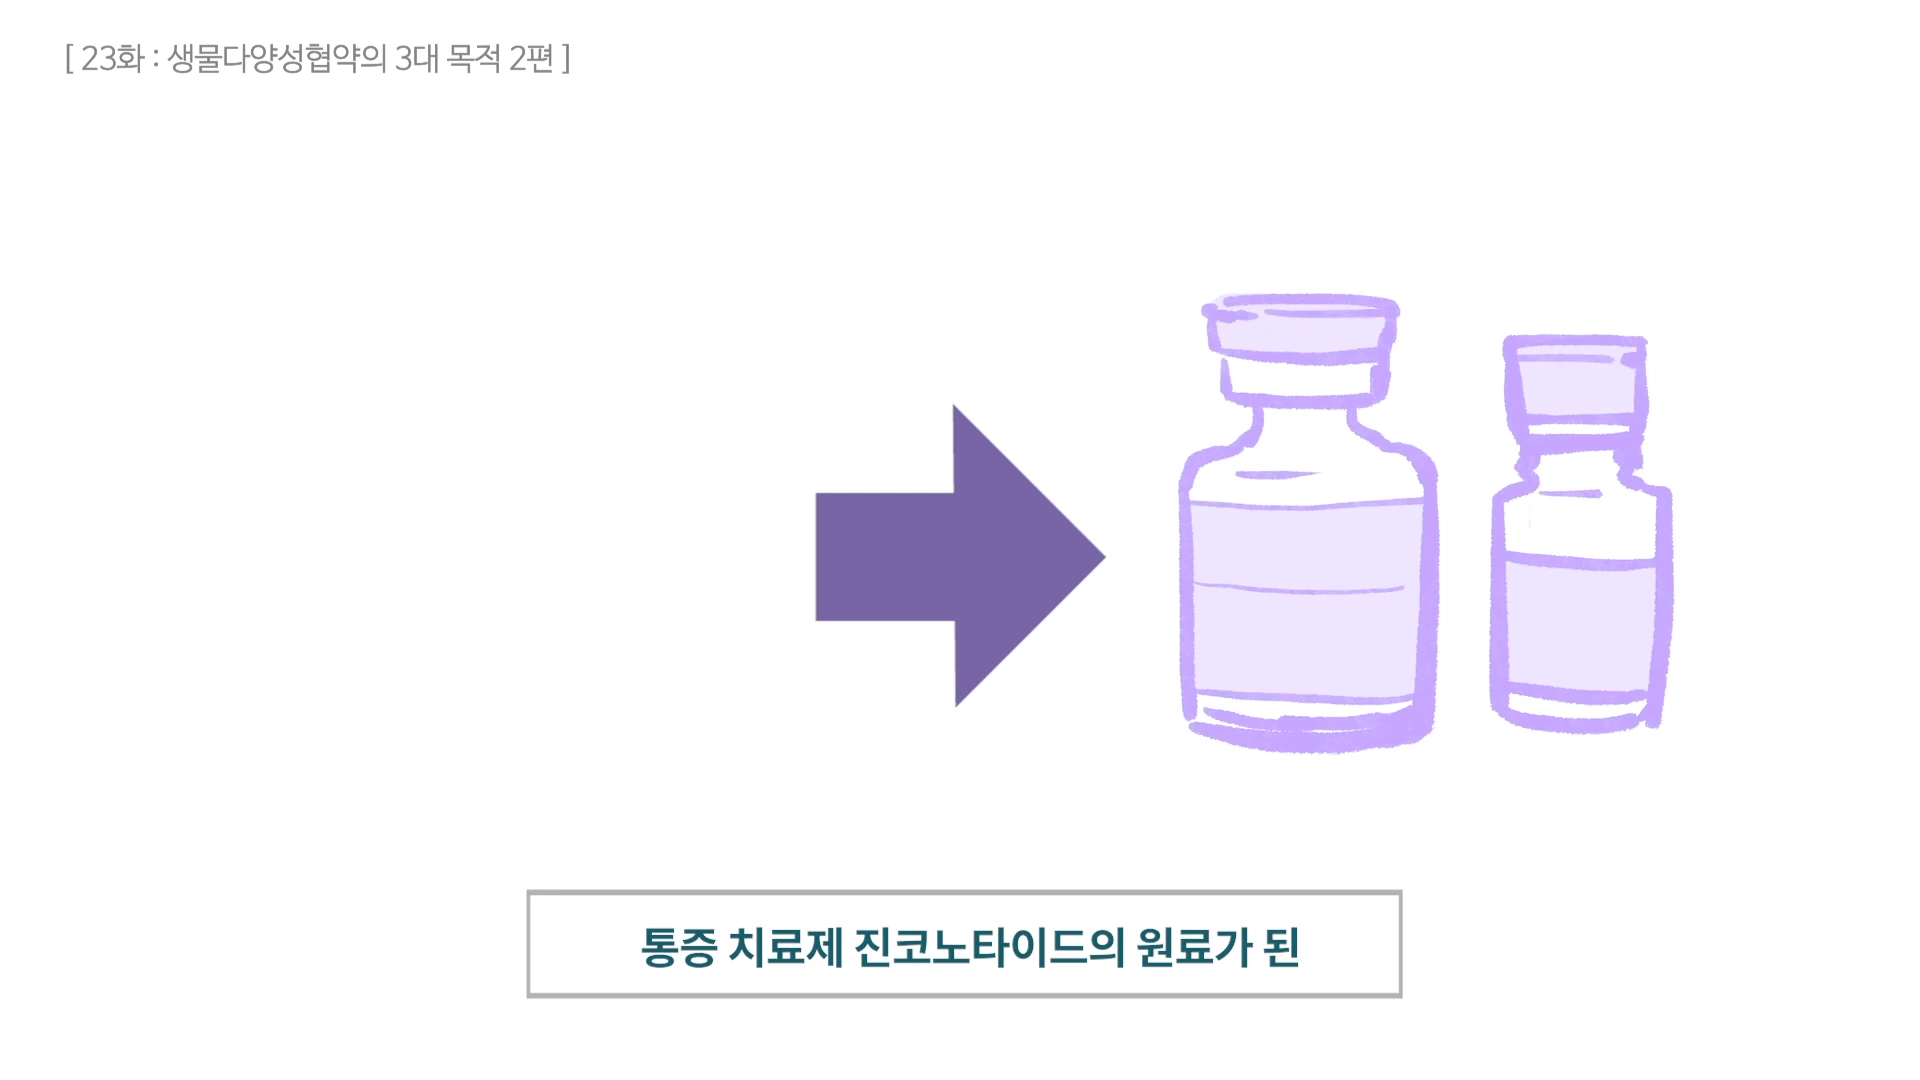 [ 23화 : 생물다양성협약의 3대 목적 2편 ]
통증 치료제 진코노타이드의 원료가 된